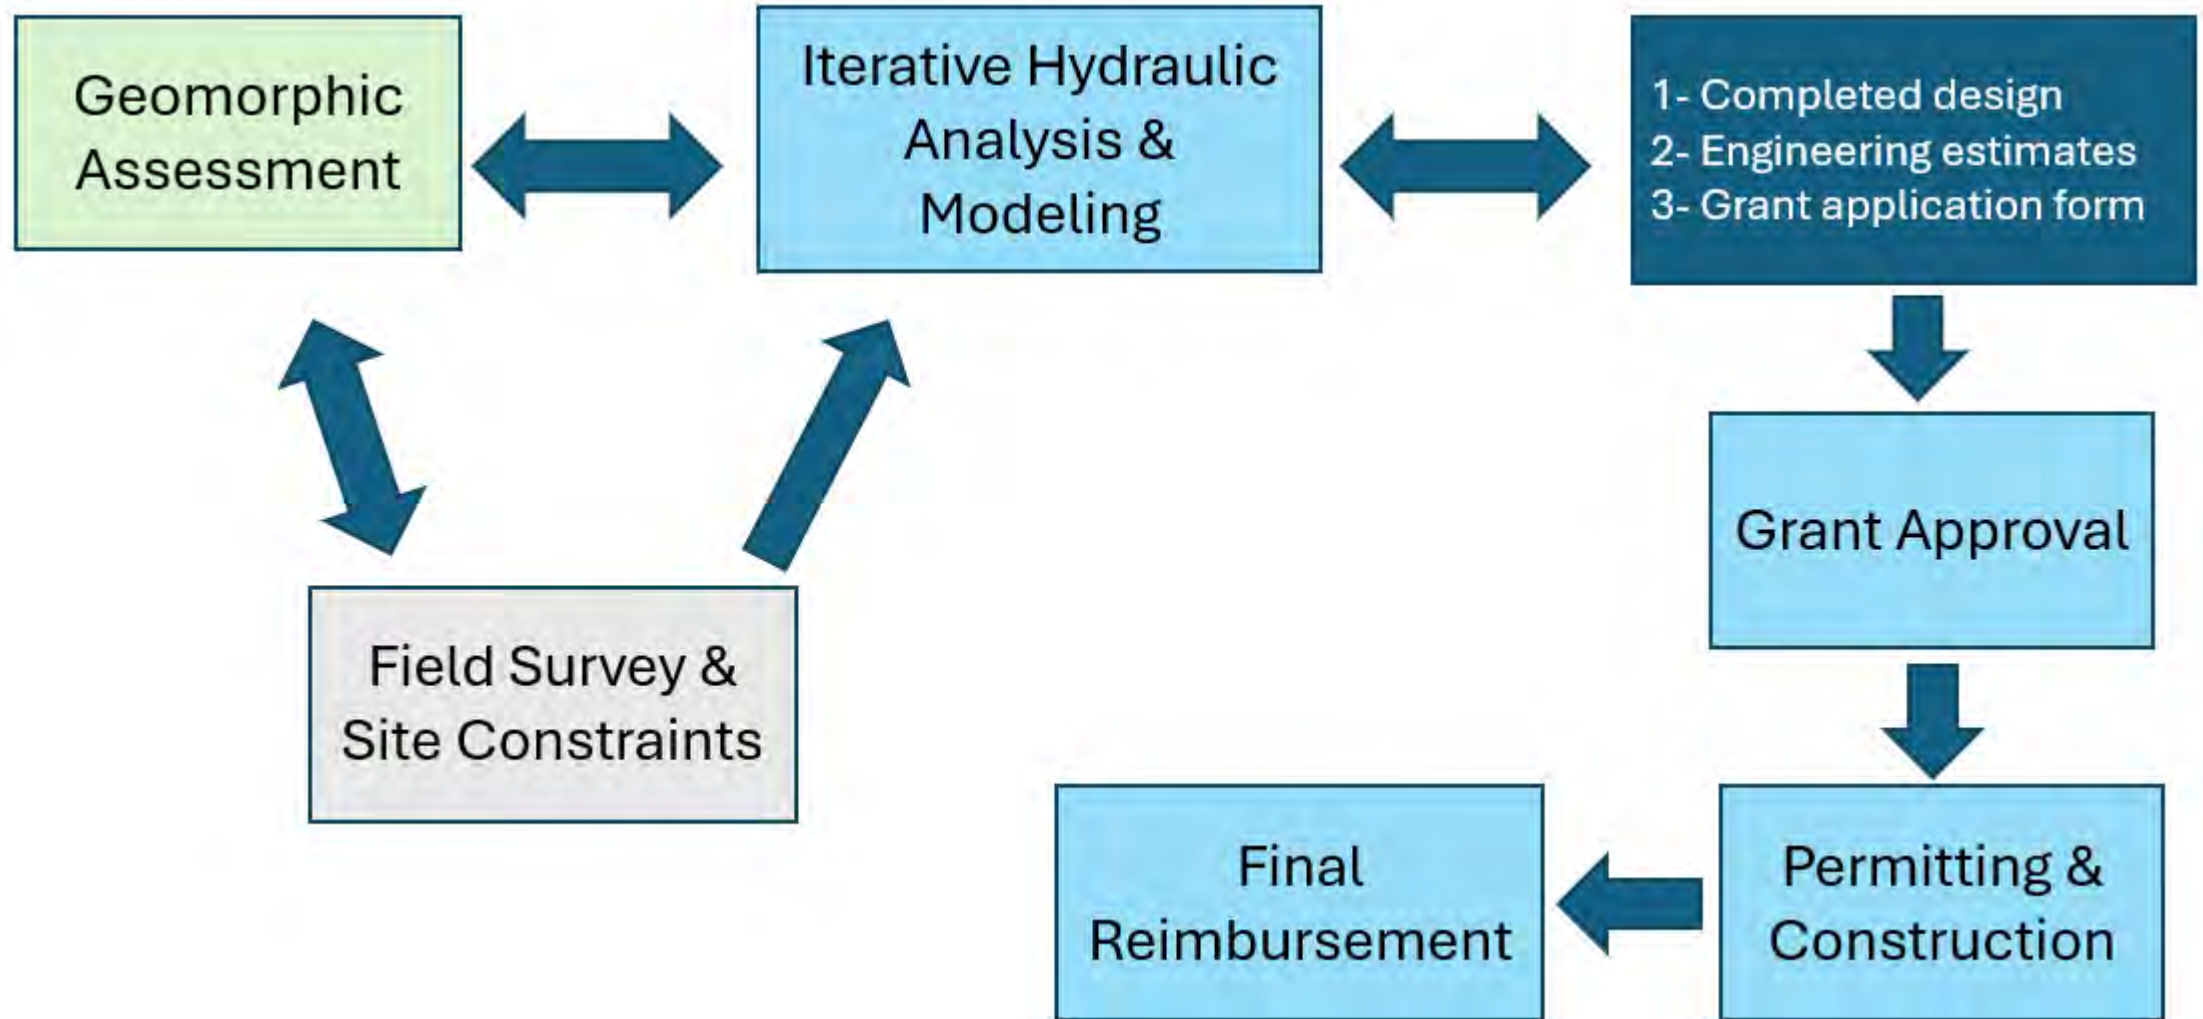 Geomorphic
Assessment
Iterative Hydraulic
Analysis &
Modeling
1- Completed design
2- Engineering estimates
3- Grant application form
Grant Approval
Field Survey &
Site Constraints
Final
Reimbursement
Permitting &
Construction